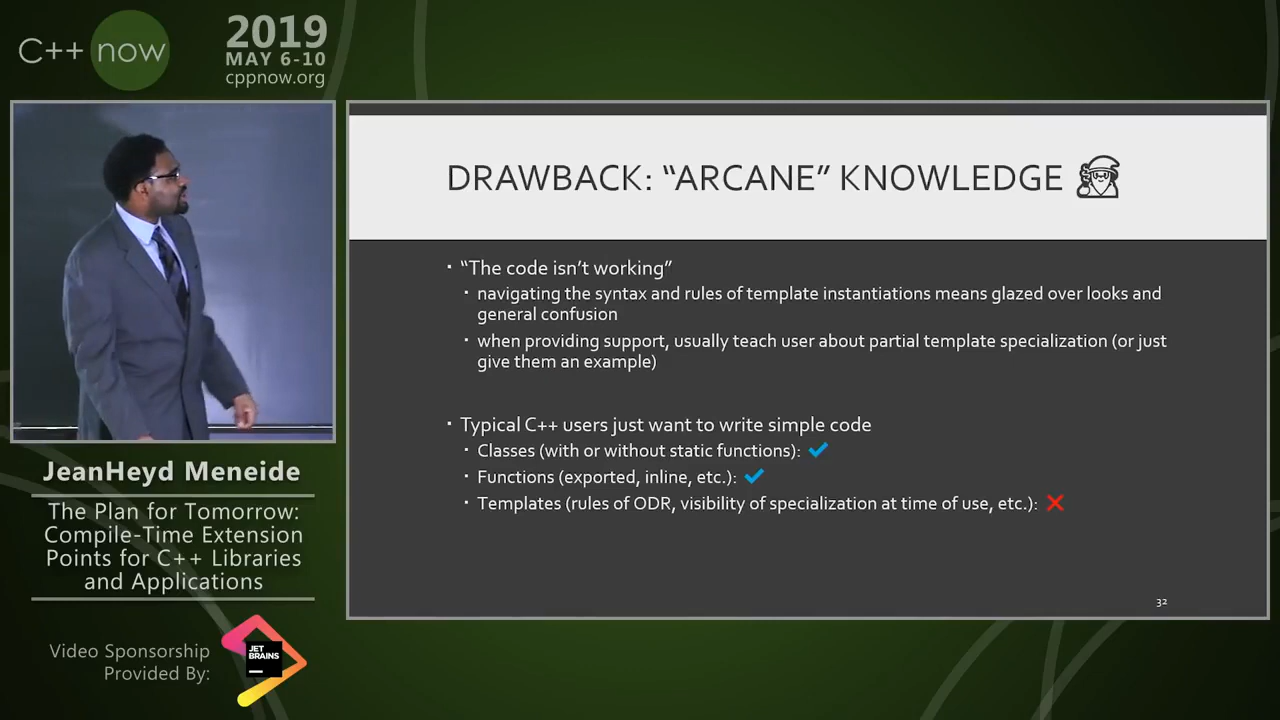 C++ now
2019
MAY 6-10
cppnow.org
DRAWBACK: “ARCANE” KNOWLEDGE
▪ “The code isn’t working”
▪ navigating the syntax and rules of template instantiations means glazed over looks and
general confusion
▪ when providing support, usually teach user about partial template specialization (or just
give them an example)
▪ Typical C++ users just want to write simple code
▪ Classes (with or without static functions): ✔
▪ Functions (exported, inline, etc.): ✔
▪ Templates (rules of ODR, visibility of specialization at time of use, etc.): ❌
32
JeanHeyd Meneide
The Plan for Tomorrow:
Compile-Time Extension
Points for C++ Libraries
and Applications
Video Sponsorship
Provided By:
JET
BRAINS